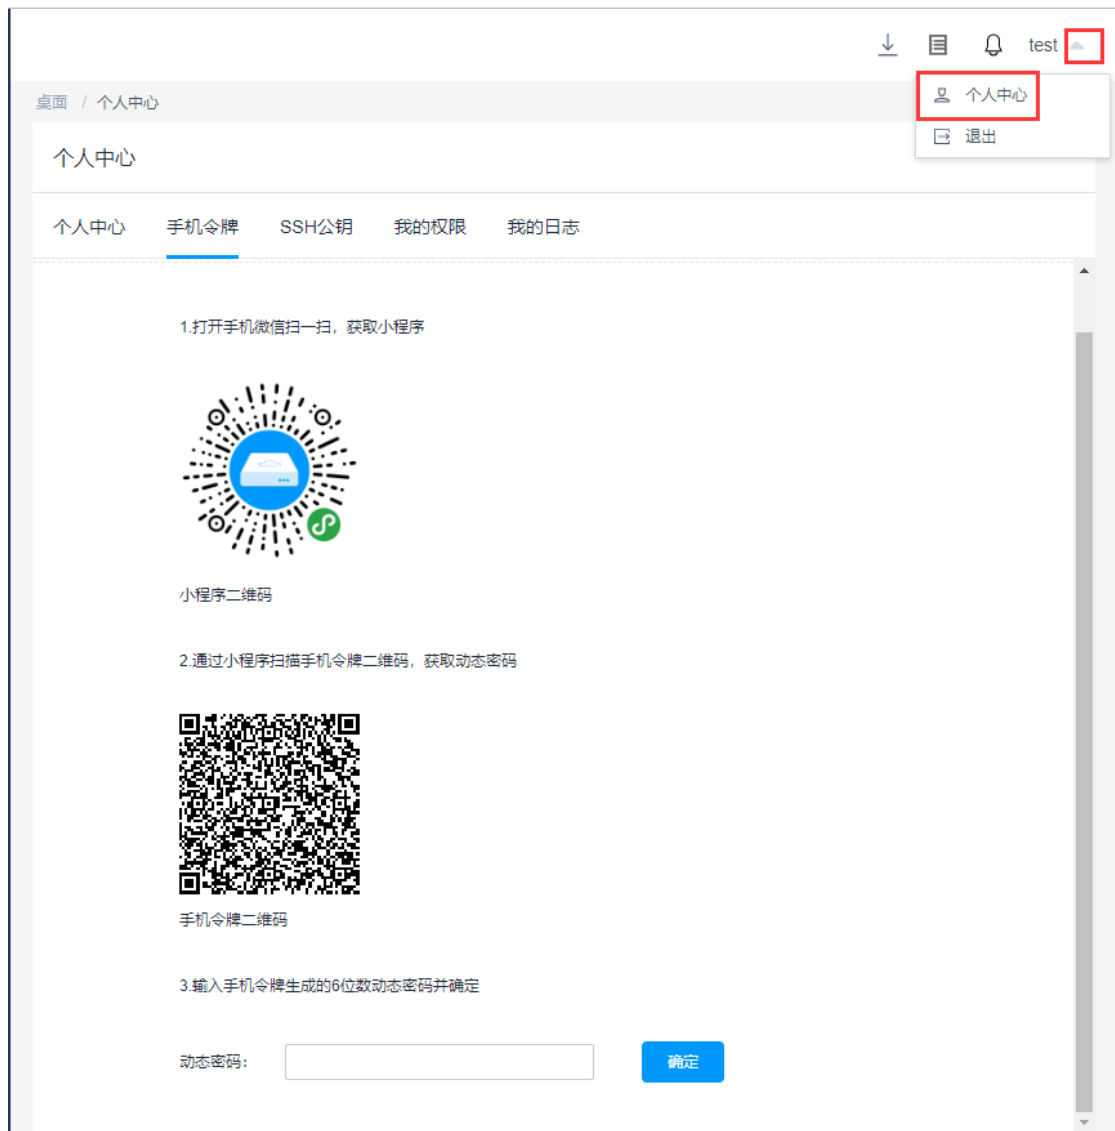 test
桌面 / 个人中心
个人中心
退出
个人中心
个人中心 手机令牌 SSH公钥 我的权限 我的日志
1.打开手机微信扫一扫，获取小程序
小程序二维码
2.通过小程序扫描手机令牌二维码，获取动态密码
手机令牌二维码
3.输入手机令牌生成的6位数动态密码并确定
动态密码： 确定